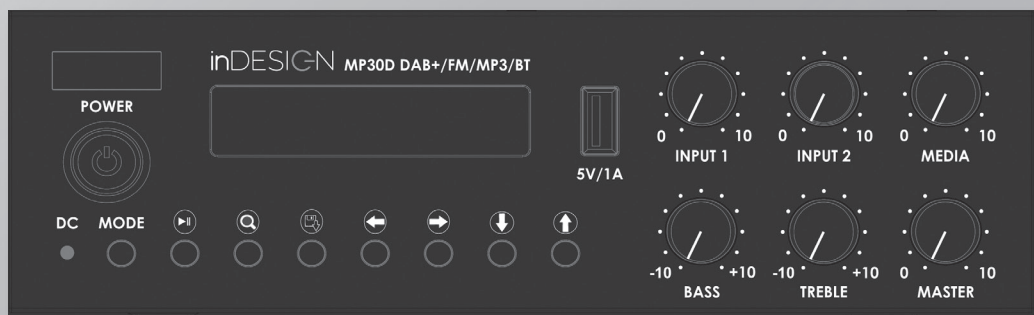 inDESIGN MP30D DAB+/FM/MP3/BT
POWER
5V/1A
0 10
INPUT 1
0 10
INPUT 2
0 10
MEDIA
DC MODE
-10 +10
BASS
-10 +10
TREBLE
0 10
MASTER